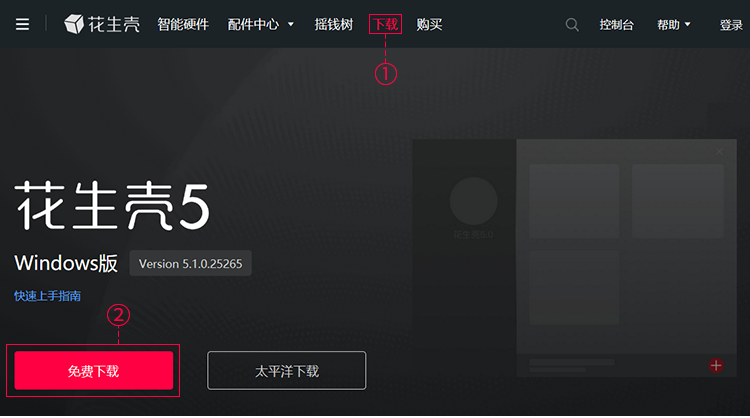 花生壳 智能硬件 配件中心 摇钱树 下载 购买 控制台 帮助 登录
①
花生壳5
Windows版 Version 5.1.0.25265
快速上手指南
②
免费下载 太平洋下载
花生壳5.0